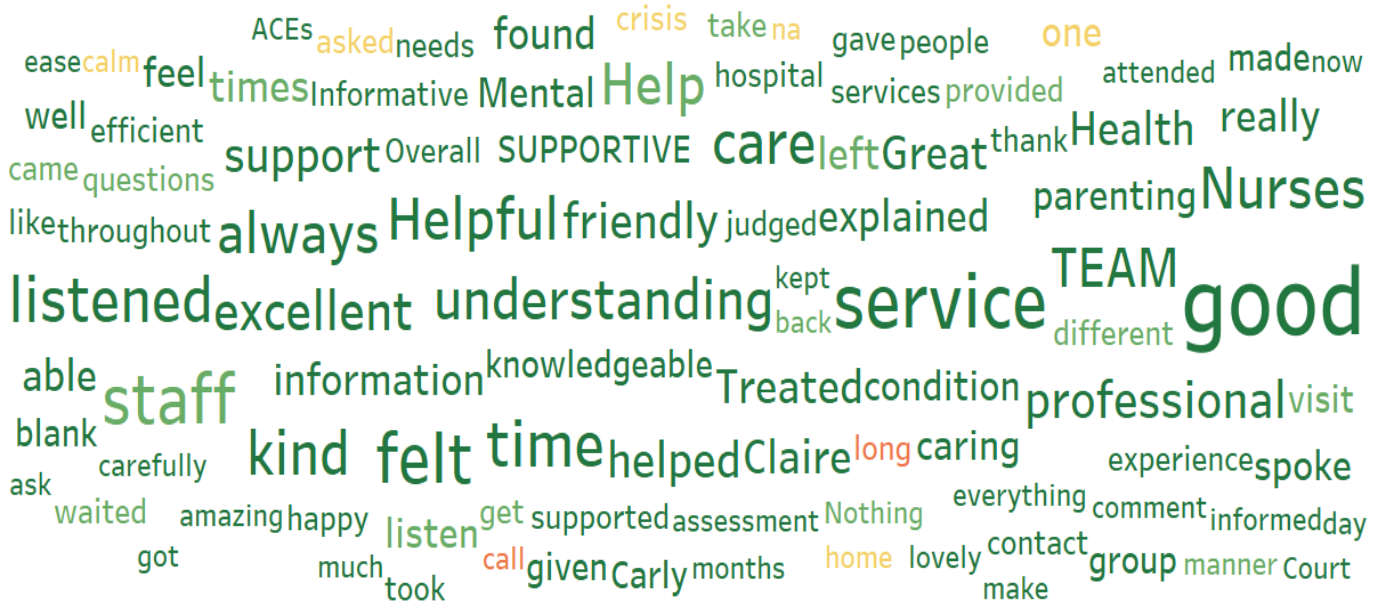 ACEs asked needs found crisis take na gave people one
ease calm feel times Informative Mental Help hospital services provided attended made now
well efficient support Overall SUPPORTIVE care left Great thank Health really
came questions parenting Nurses
like throughout always Helpful friendly judged explained
listened excellent understanding kept back service TEAM different good
able staff information knowledgeable Treated condition professional visit
blank carefully kind felt time helped Claire long caring experience spoke
ask waited amazing happy listen get supported assessment Nothing everything comment informed day
got much took call given Carly months home lovely contact make group manner Court